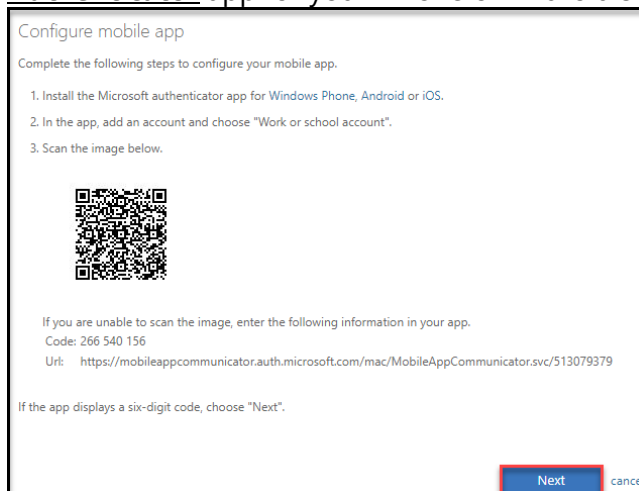 app for your
Configure mobile app
Complete the following steps to configure your mobile app.
1. Install the Microsoft authenticator app for Windows Phone, Android or iOS.
2. In the app, add an account and choose "Work or school account".
3. Scan the image below.
If you are unable to scan the image, enter the following information in your app.
Code: 266 540 156
Url: https://mobileappcommunicator.auth.microsoft.com/mac/MobileAppCommunicator.svc/513079379
If the app displays a six-digit code, choose "Next".
Next